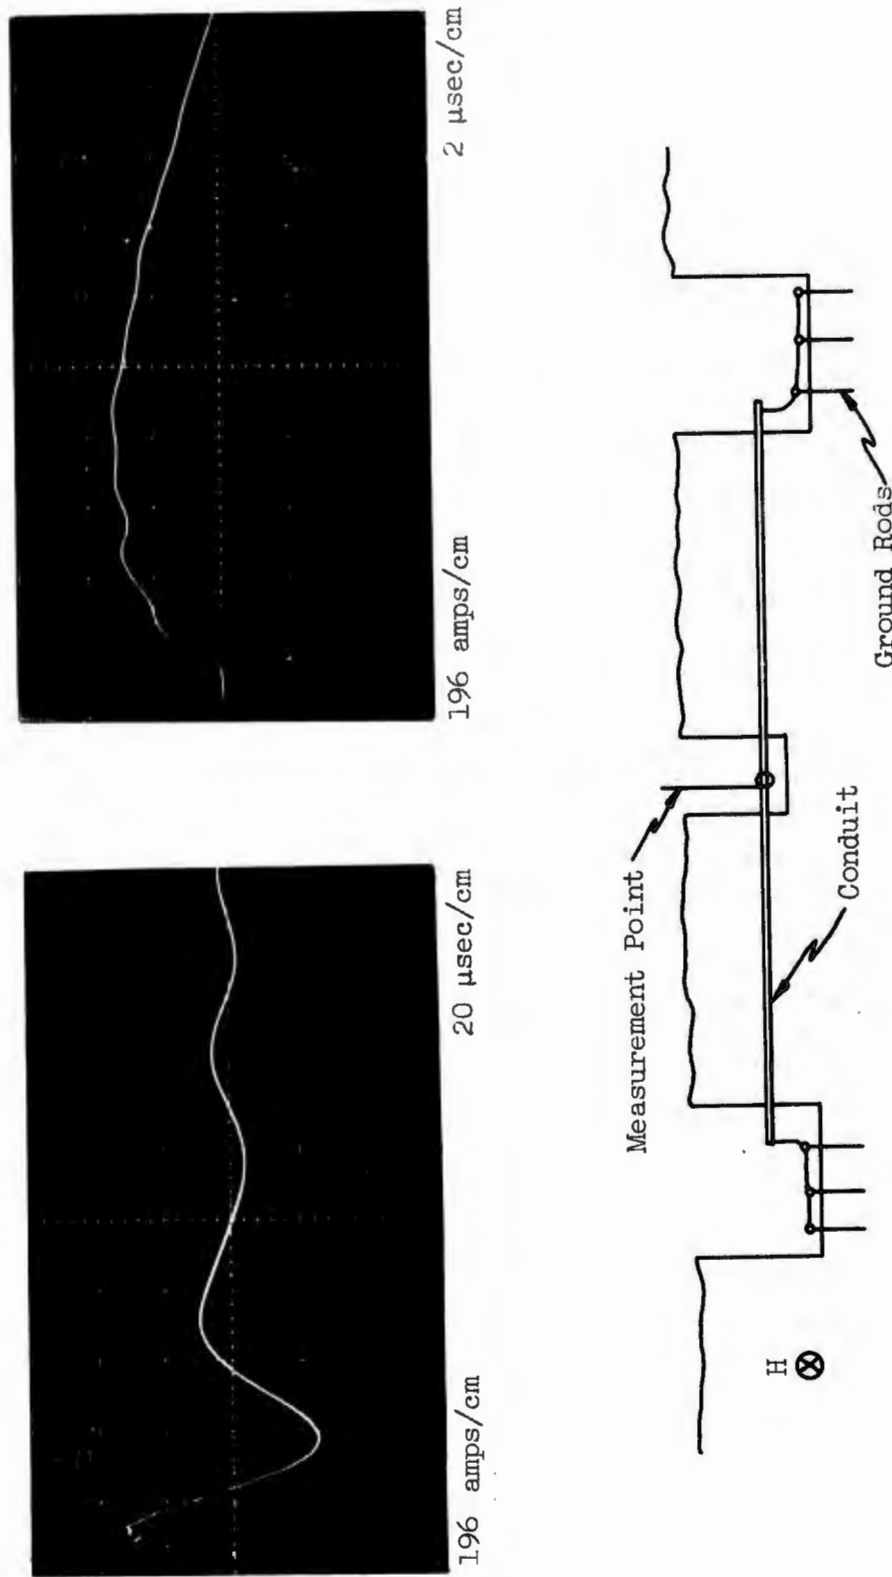 196 amps/cm
20 μsec/cm
196 amps/cm
2 μsec/cm
Measurement Point
H
Conduit
Ground Rods